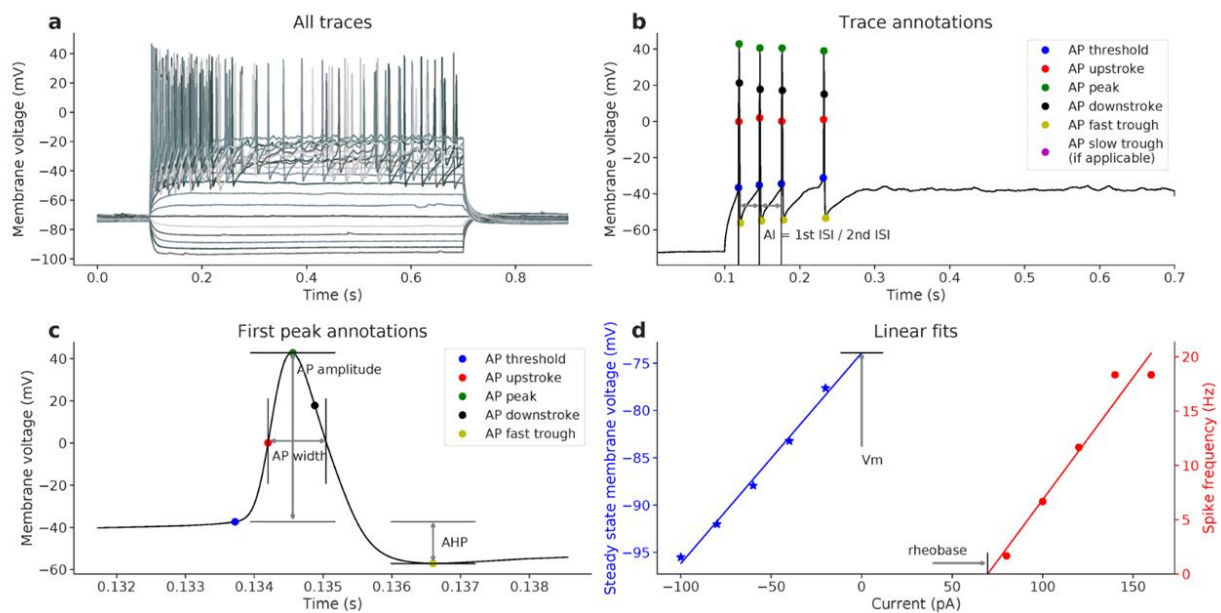 a
All traces
Membrane voltage (mV)
40
20
0
−20
−40
−60
−80
−100
0.0
0.2
0.4
0.6
0.8
Time (s)
b
Trace annotations
Membrane voltage (mV)
40
20
0
−20
−40
−60
AP threshold
AP upstroke
AP peak
AP downstroke
AP fast trough
AP slow trough
(if applicable)
AI = 1st ISI / 2nd ISI
0.1
0.2
0.3
0.4
0.5
0.6
0.7
Time (s)
c
First peak annotations
Membrane voltage (mV)
40
20
0
−20
−40
−60
AP amplitude
AP width
AHP
AP threshold
AP upstroke
AP peak
AP downstroke
AP fast trough
0.132
0.133
0.134
0.135
0.136
0.137
0.138
Time (s)
d
Linear fits
Steady state membrane voltage (mV)
−75
−80
−85
−90
−95
Vm
rheobase
20
15
10
5
0
Spike frequency (Hz)
−100
−50
0
50
100
150
Current (pA)